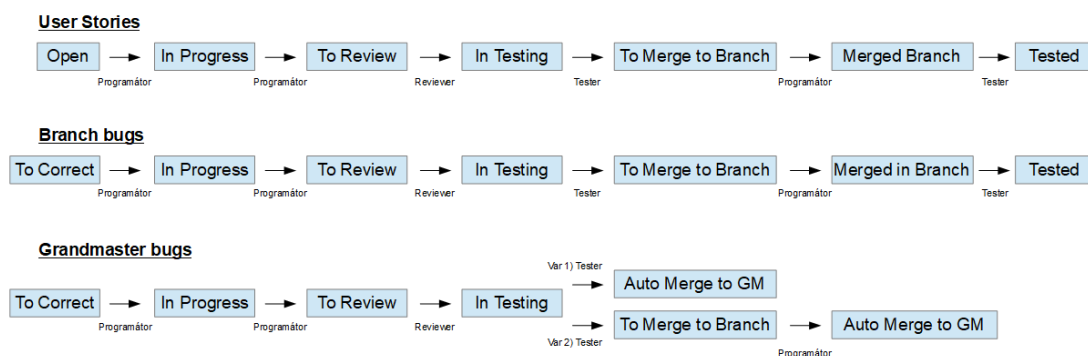 User Stories
Open In Progress To Review In Testing To Merge to Branch Merged Branch Tested
Programátor Programátor Reviewer Tester Programátor Tester
Branch bugs
To Correct In Progress To Review In Testing To Merge to Branch Merged in Branch Tested
Programátor Programátor Reviewer Tester Programátor Tester
Grandmaster bugs
Var 1) Tester
Auto Merge to GM
To Correct In Progress To Review In Testing
Programátor Programátor Reviewer
To Merge to Branch Auto Merge to GM
Var 2) Tester
Programátor